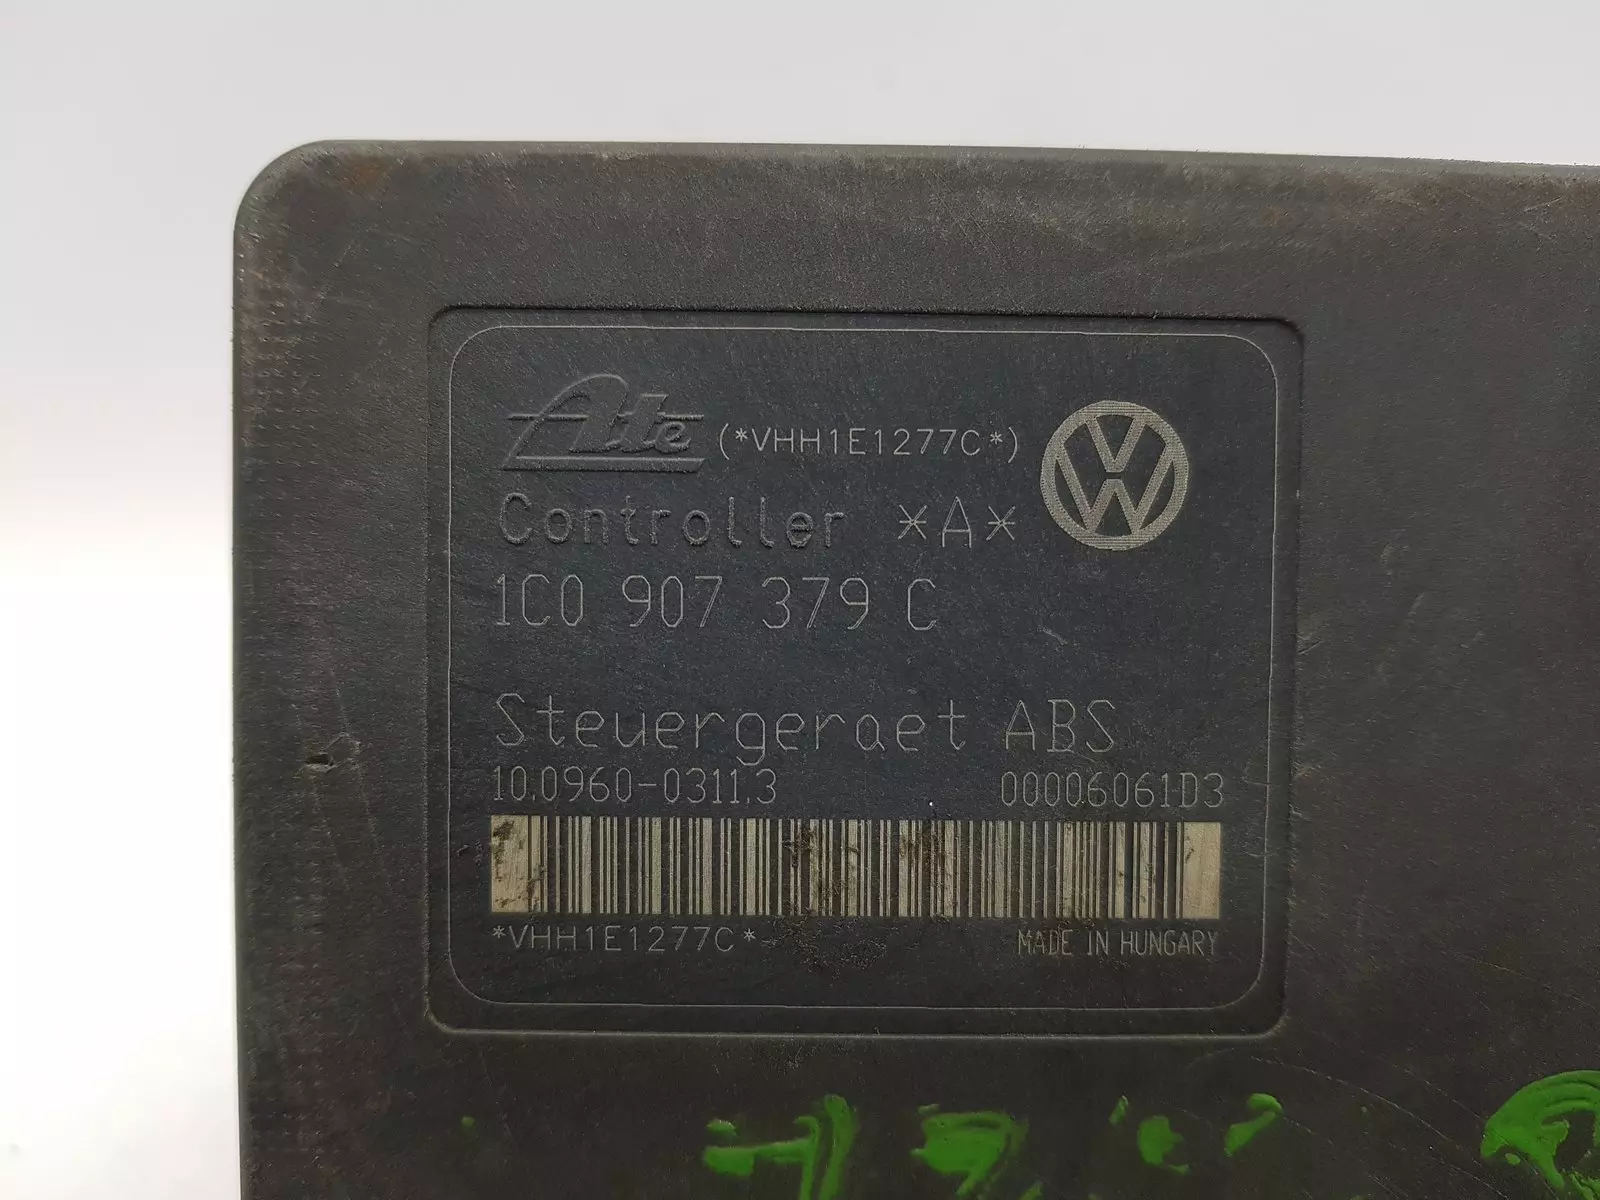 Ate (*VHH1E1277C*)
Controller *A*
1C0 907 379 C
Steuergeraet ABS
10.0960-0311.3 00006061D3
*VHH1E1277C* MADE IN HUNGARY